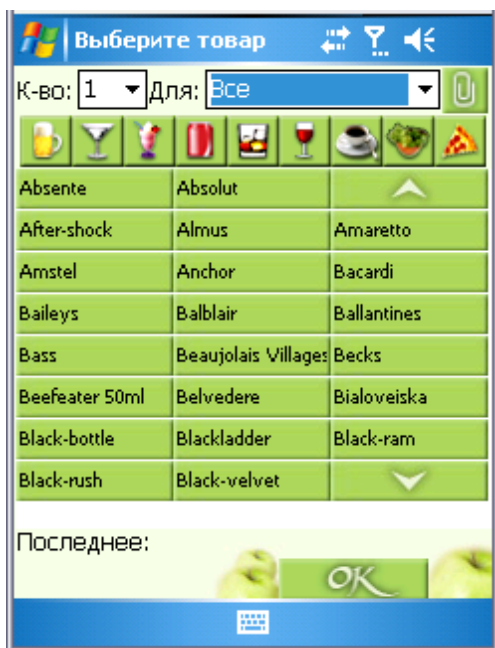 Выберите товар
К-во: 1 Для: Все
Absente Absolut
After-shock Almus Amaretto
Amstel Anchor Bacardi
Baileys Balblair Ballantines
Bass Beaujolais Villages Becks
Beefeater 50ml Belvedere Bialoveiska
Black-bottle Blackladder Black-ram
Black-rush Black-velvet
Последнее:
OK